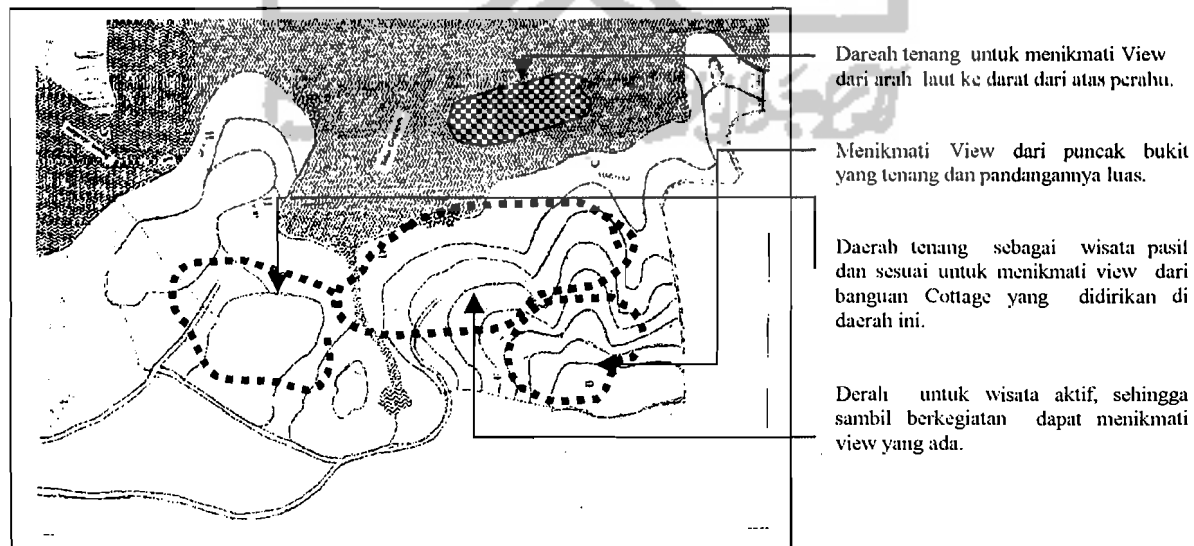 Dareah tenang untuk menikmati View
dari arah laut ke darat dari atas perahu.
Menikmati View dari puncak bukit
yang tenang dan pandangannya luas.
Daerah tenang sebagai wisata pasif
dan sesuai untuk menikmati view dari
banguan Cottage yang didirikan di
daerah ini.
Derah untuk wisata aktif, sehingga
sambil berkegiatan dapat menikmati
view yang ada.